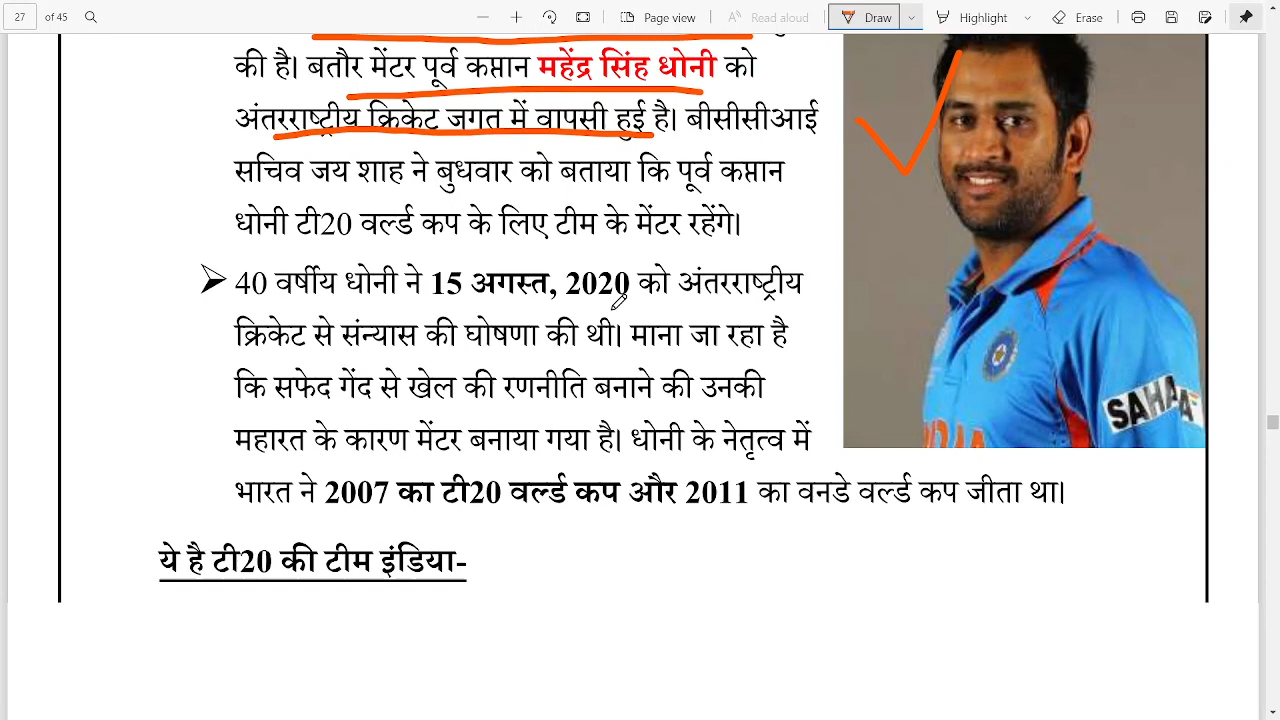 27 of 45 Page view Read aloud Draw Highlight Erase
की है। बतौर मेंटर पूर्व कप्तान महेंद्र सिंह धोनी को
अंतरराष्ट्रीय क्रिकेट जगत में वापसी हुई है। बीसीसीआई
सचिव जय शाह ने बुधवार को बताया कि पूर्व कप्तान
धोनी टी20 वर्ल्ड कप के लिए टीम के मेंटर रहेंगे।
40 वर्षीय धोनी ने 15 अगस्त, 2020 को अंतरराष्ट्रीय
क्रिकेट से संन्यास की घोषणा की थी। माना जा रहा है
कि सफेद गेंद से खेल की रणनीति बनाने की उनकी
महारत के कारण मेंटर बनाया गया है। धोनी के नेतृत्व में
भारत ने 2007 का टी20 वर्ल्ड कप और 2011 का वनडे वर्ल्ड कप जीता था।
ये है टी20 की टीम इंडिया-
SAHARA